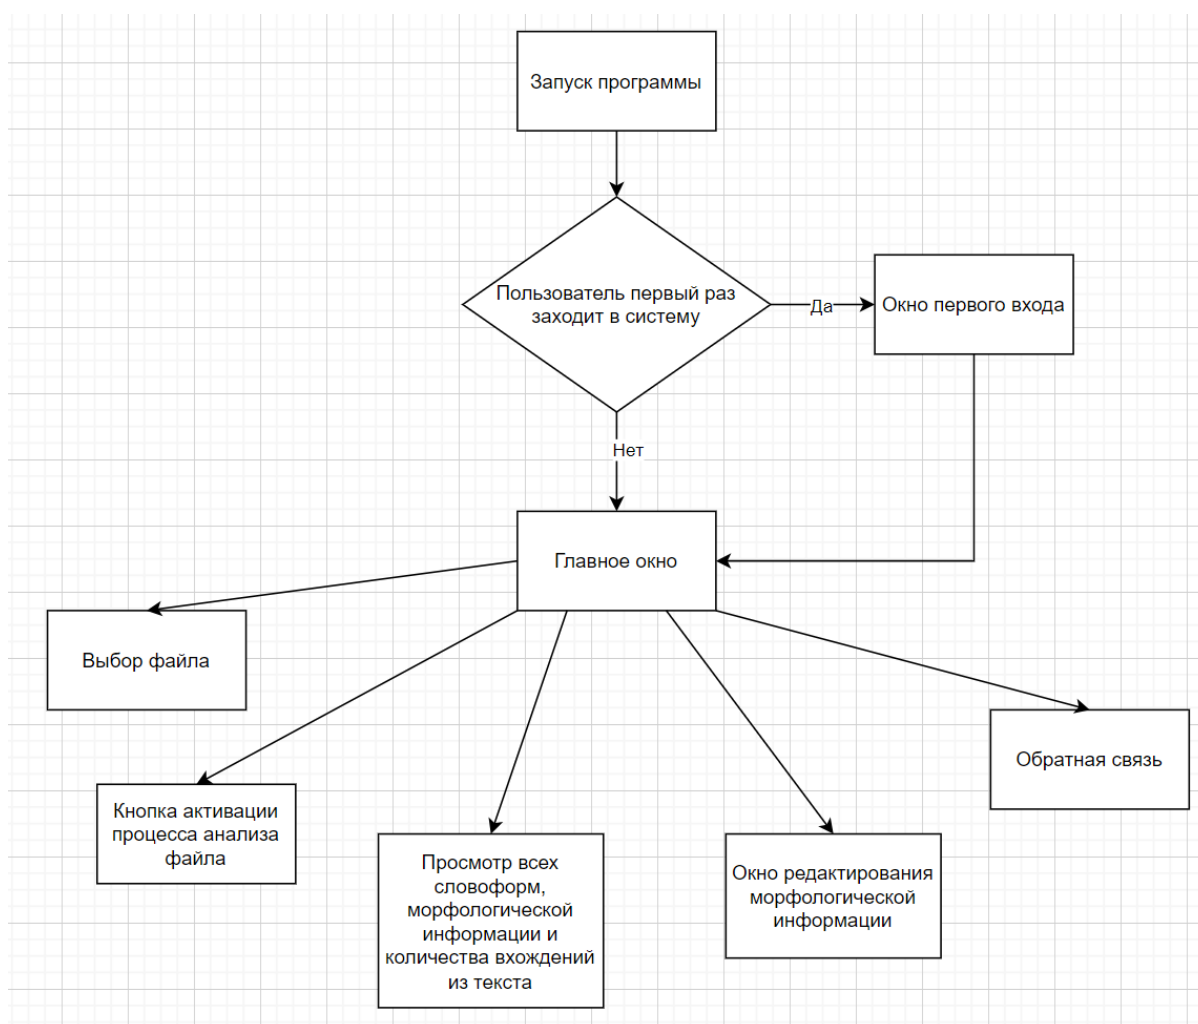 Запуск программы
Пользователь первый раз
заходит в систему
Да
Окно первого входа
Нет
Главное окно
Выбор файла
Кнопка активации
процесса анализа
файла
Просмотр всех
словоформ,
морфологической
информации и
количества вхождений
из текста
Окно редактирования
морфологической
информации
Обратная связь